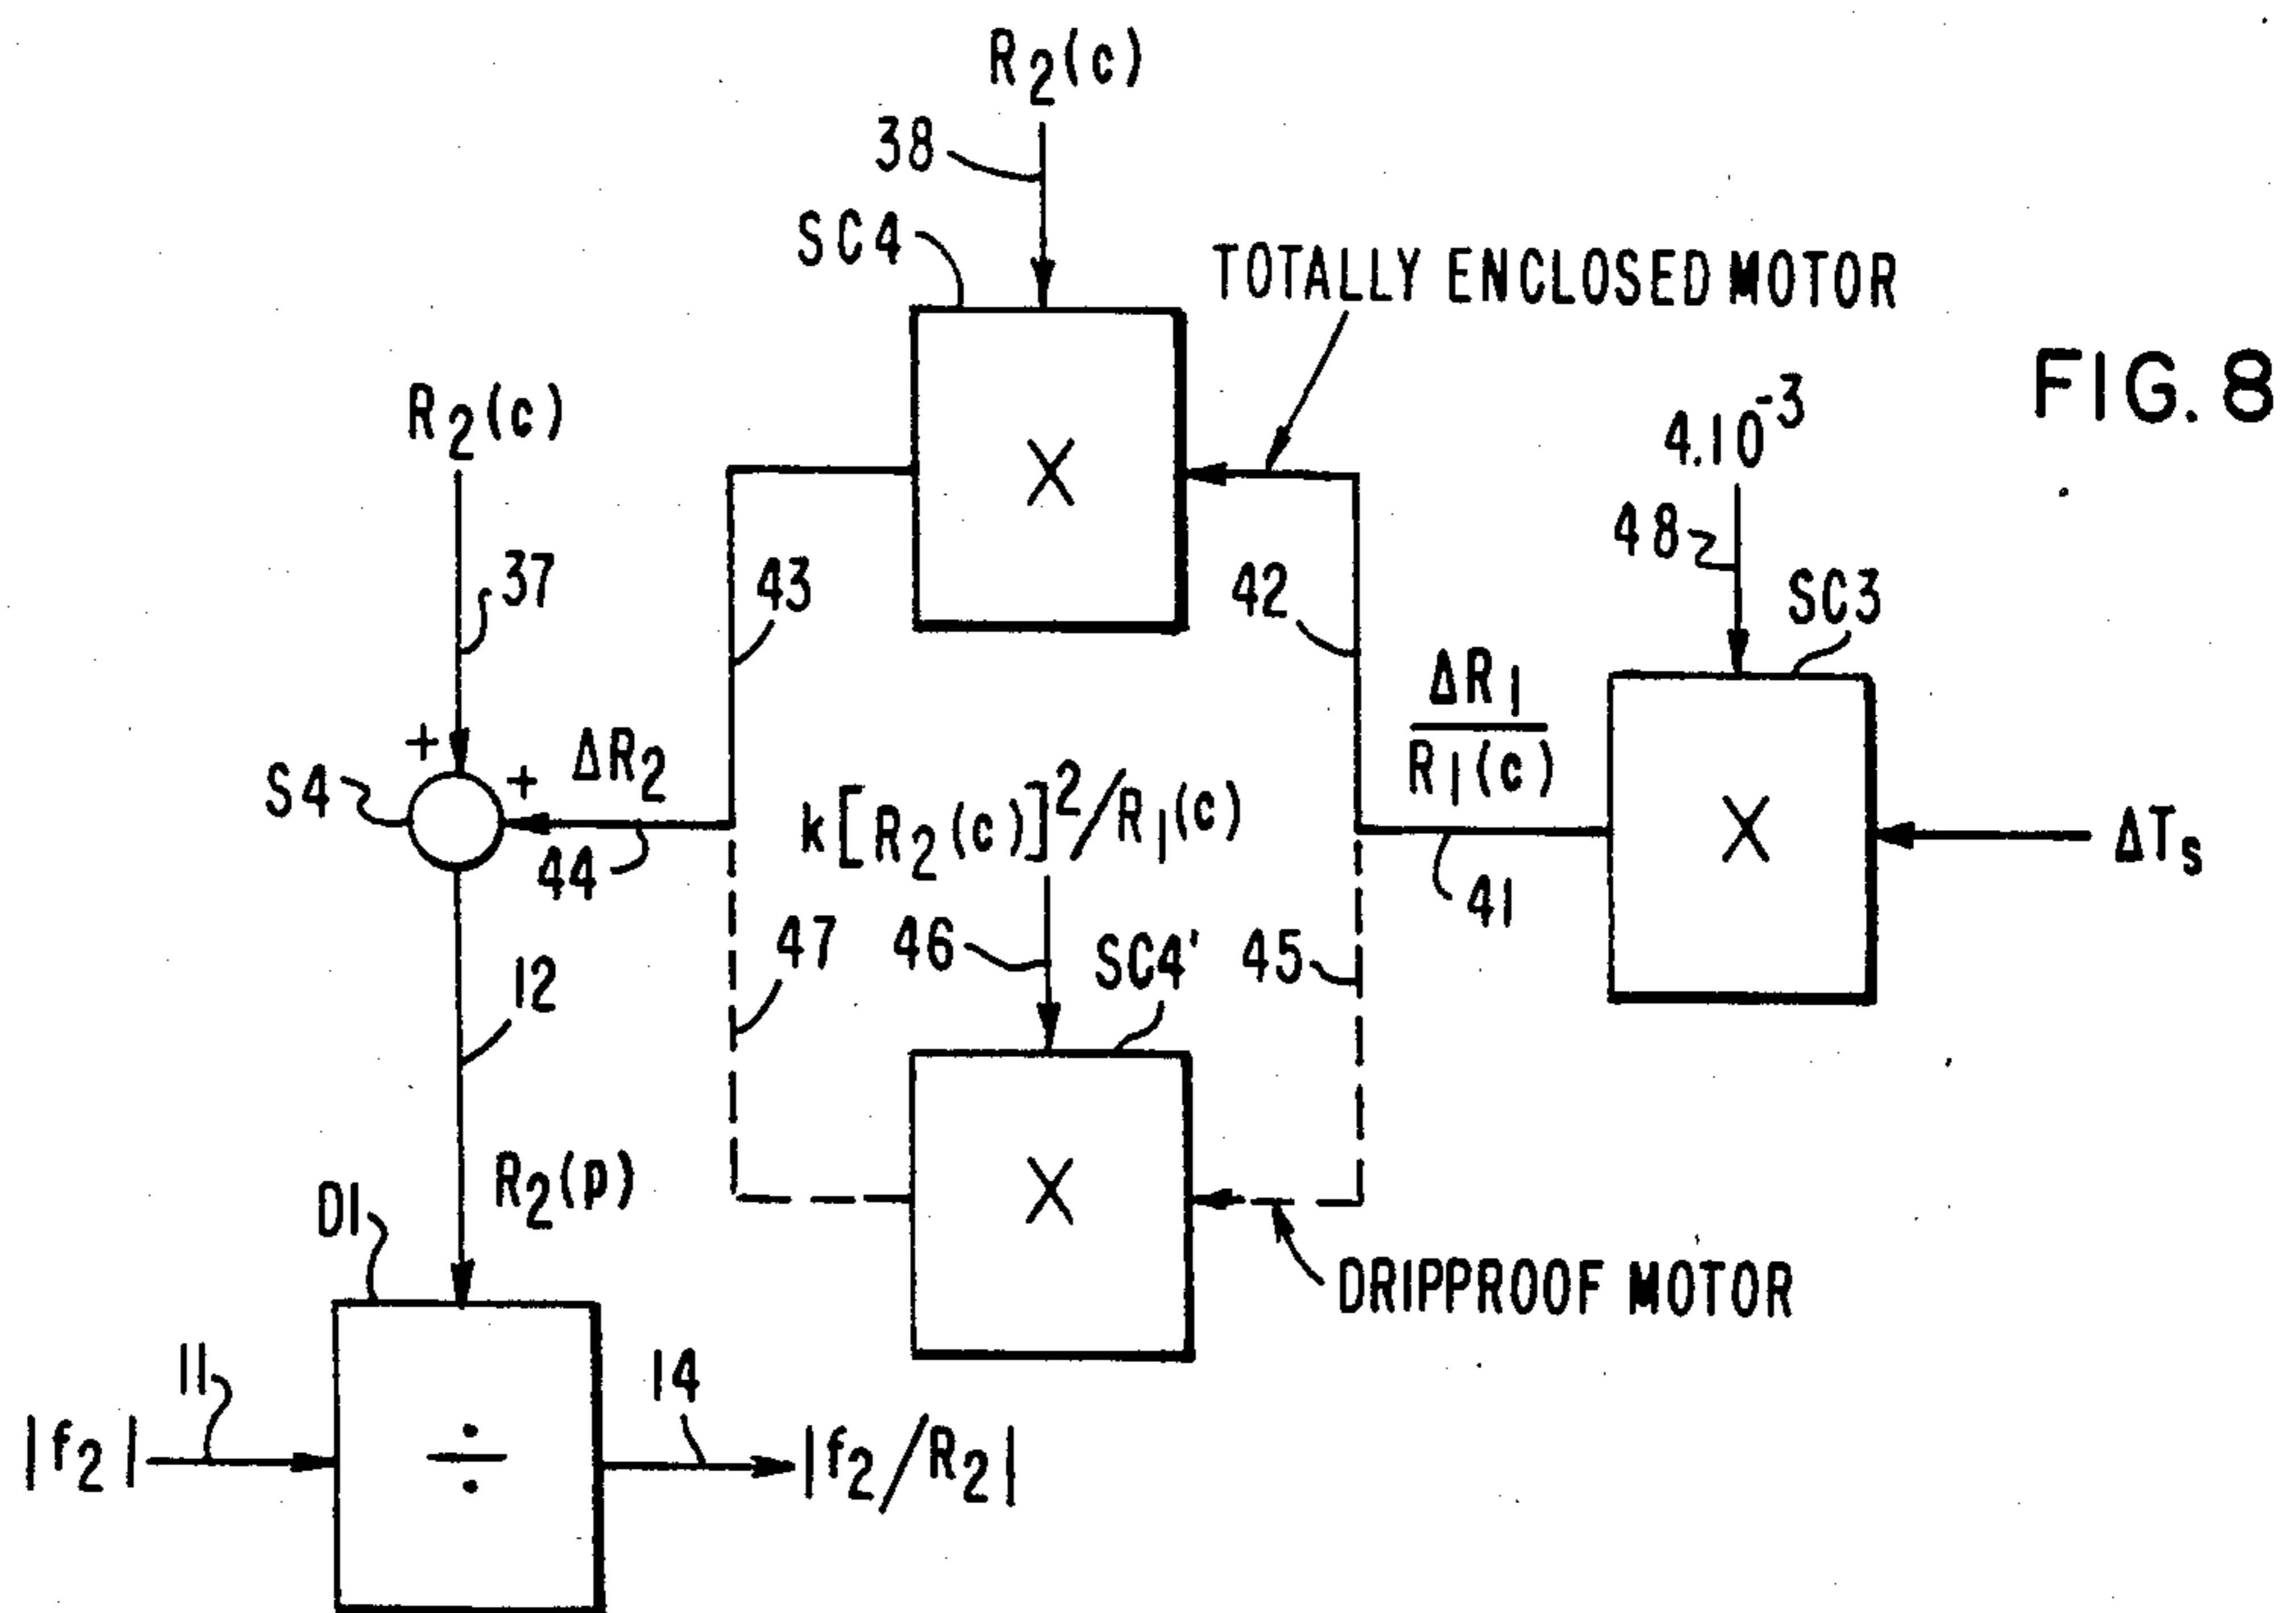 R2(c)
38
SC4
TOTALLY ENCLOSED MOTOR
FIG. 8
R2(c)
4.10^-3
48
37
43
42
SC3
X
ΔR1/R1(c)
S4
+
+
ΔR2
k[R2(c)]^2/R1(c)
X
ΔTs
44
41
47
46
SC4'
45
12
R2(p)
X
D1
DRIPPROOF MOTOR
11
14
|f2|
÷
|f2/R2|